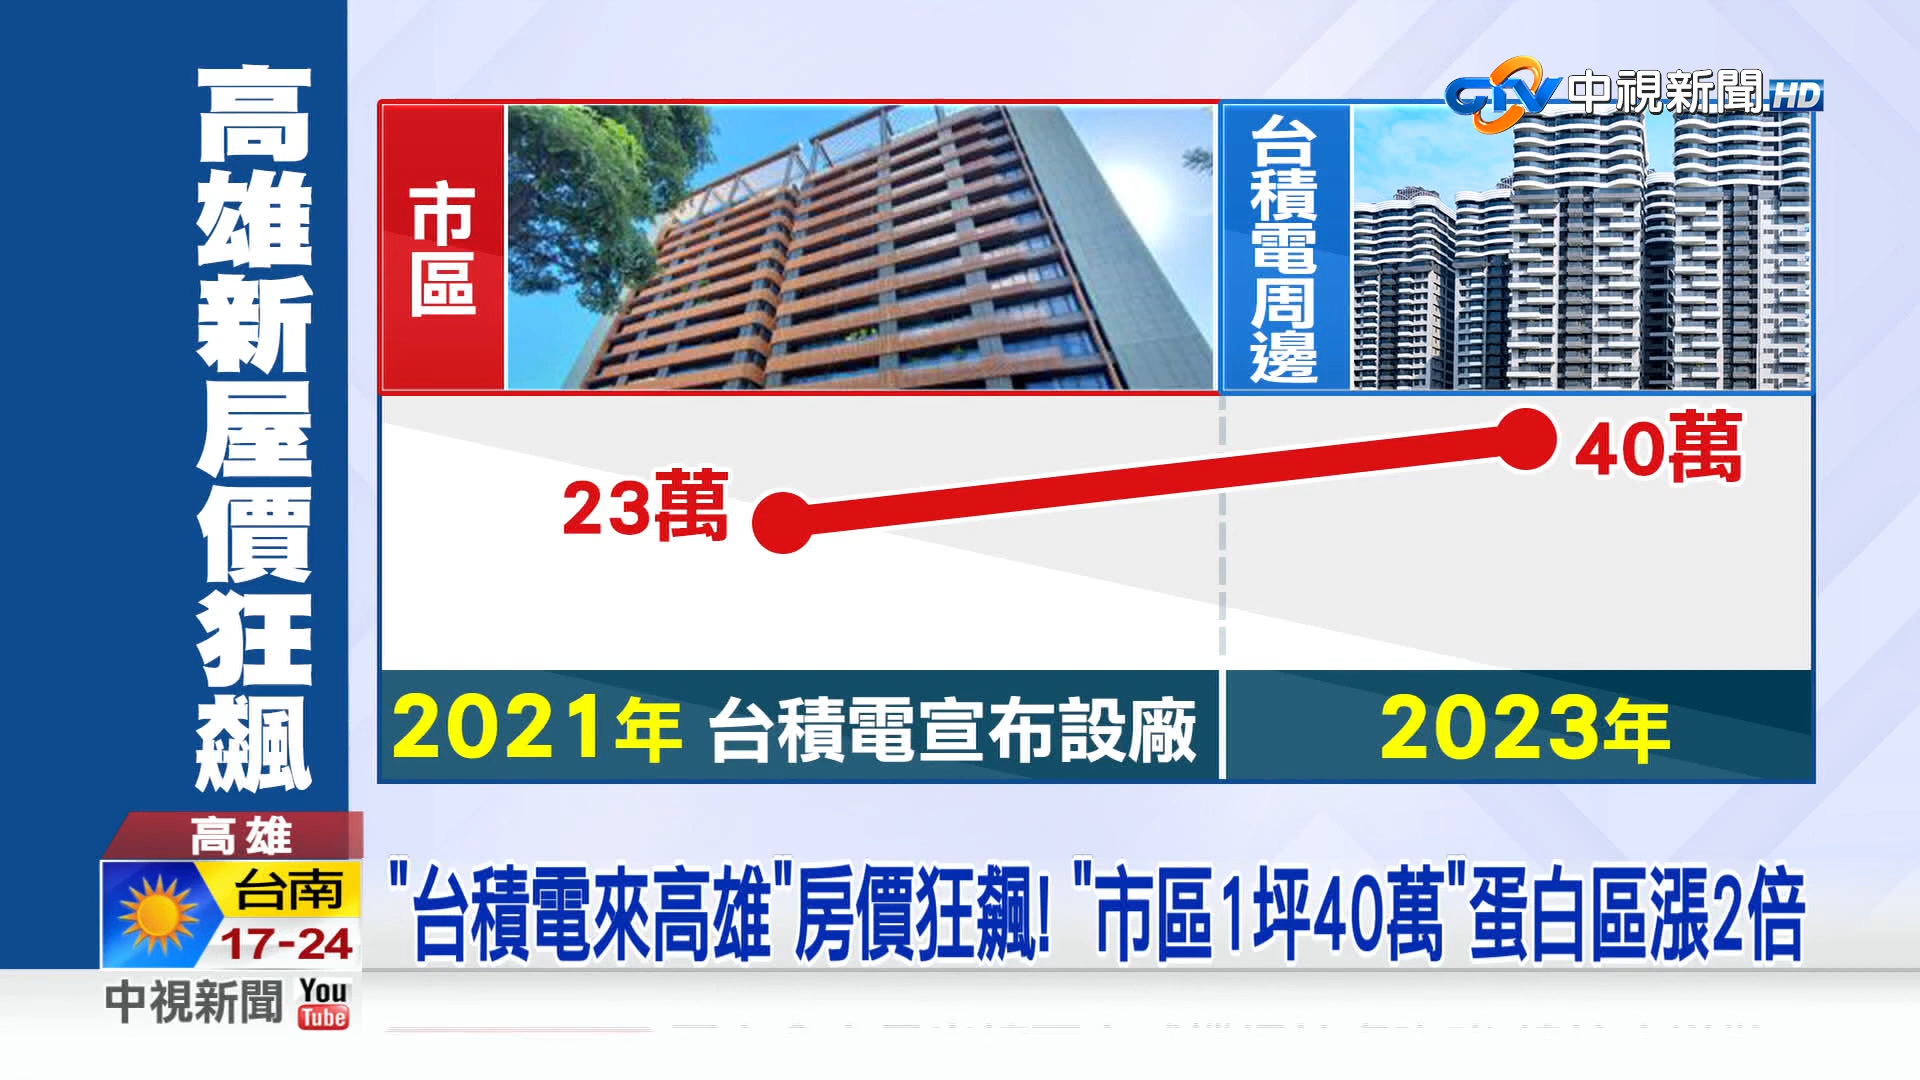 高雄新屋價狂飆
CTV 中視新聞 HD
市區
台積電周邊
23萬
40萬
2021年 台積電宣布設廠
2023年
高雄
台南
17-24
"台積電來高雄"房價狂飆! "市區1坪40萬"蛋白區漲2倍
中視新聞 You Tube